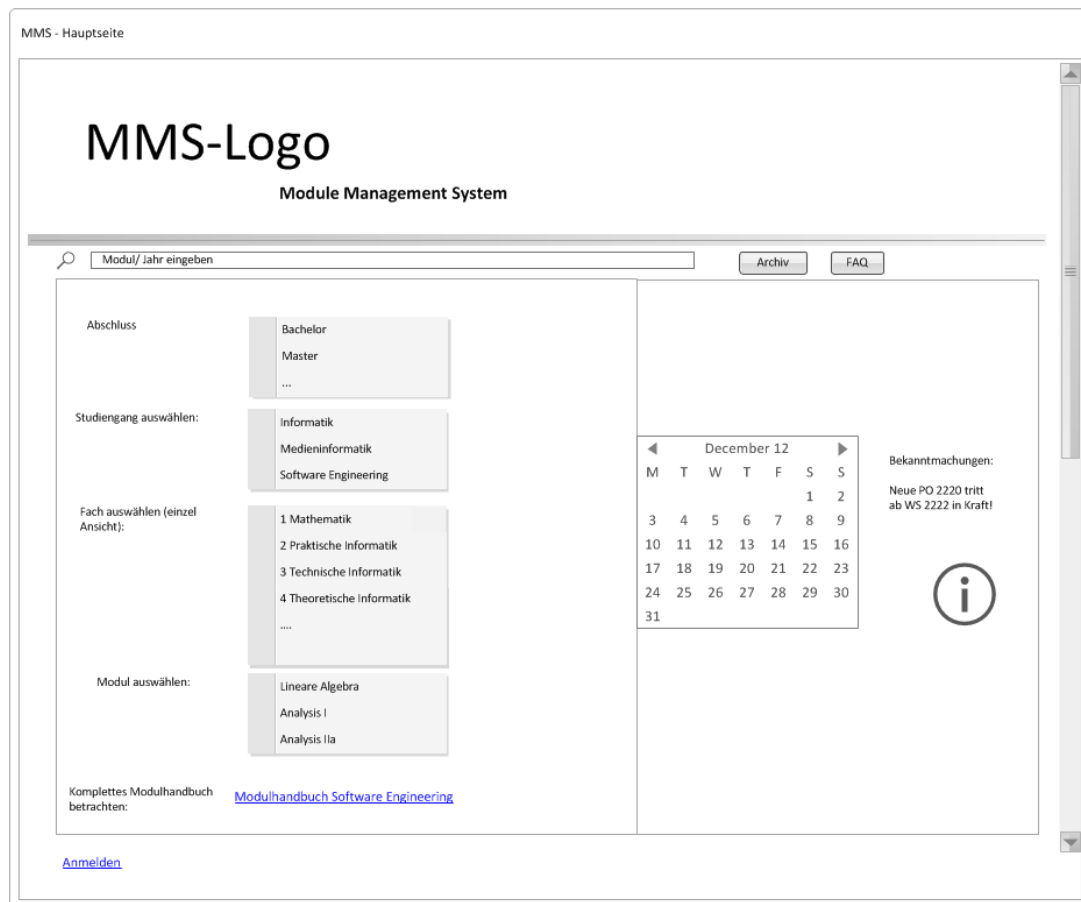 MMS - Hauptseite
MMS-Logo
Module Management System
Modul/ Jahr eingeben
Archiv
FAQ
Abschluss
Bachelor
Master
...
Studiengang auswählen:
Informatik
Medieninformatik
Software Engineering
Fach auswählen (einzel
Ansicht):
1 Mathematik
2 Praktische Informatik
3 Technische Informatik
4 Theoretische Informatik
....
Modul auswählen:
Lineare Algebra
Analysis I
Analysis IIa
Komplettes Modulhandbuch
betrachten:
Modulhandbuch Software Engineering
December 12
M T W T F S S
1 2
3 4 5 6 7 8 9
10 11 12 13 14 15 16
17 18 19 20 21 22 23
24 25 26 27 28 29 30
31
Bekanntmachungen:
Neue PO 2220 tritt
ab WS 2222 in Kraft!
i
Anmelden